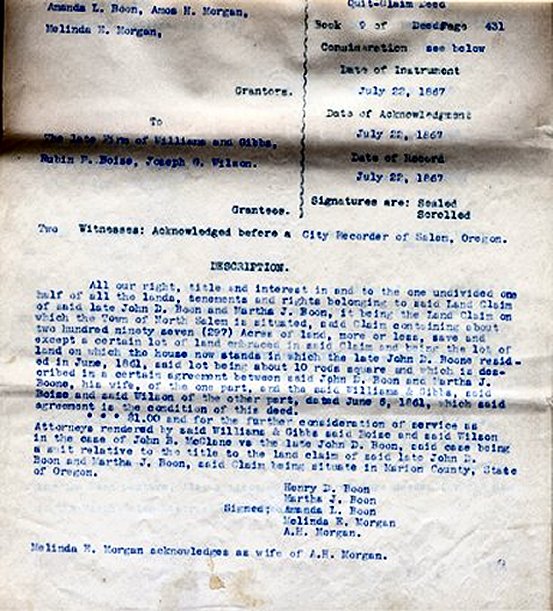 Amanda L. Boon, Amos H. Morgan,
Melinda E. Morgan,
Grantors.
To
The late Firm of Williams and Gibbs,
Rubin P. Boise, Joseph G. Wilson.
Grantees.
Quit-Claim Deed
Book 9 of Deeds Page 431
Consideration see below
Date of Instrument
July 22, 1867
Date of Acknowledgment
July 22, 1867
Date of Record
July 22, 1867
Signatures are: Sealed
Scrolled
Two Witnesses: Acknowledged before a City Recorder of Salem, Oregon.
DESCRIPTION.
All our right, title and interest in and to the one undivided one
half of all the lands, tenements and rights belonging to said Land Claim
of said late John D. Boon and Martha J. Boon, it being the Land Claim on
which the Town of North Salem is situated, said Claim containing about
two hundred ninety seven (297) Acres of land, more or less, save and
except a certain lot of land embraced in said Claim and being the lot of
land on which the house now stands in which the late John D. Boone resid-
ed in June, 1861, said lot being about 10 rods square and which is des-
cribed in a certain agreement between said John D. Boon and Martha J.
Boone, his wife, of the one part, and the said Williams & Gibbs, said
Boise and said Wilson of the other part, dated June 6, 1861, which said
agreement is the condition of this deed.
* * $1.00 and for the further consideration of service as
Attorneys rendered by said Williams & Gibbs said Boise and said Wilson
in the case of John B. McClane vs the late John D. Boon, said case being
a suit relative to the title to the land claim of said late John D.
Boon and Martha J. Boon, said Claim being situate in Marion County, State
of Oregon.
Henry D. Boon
Martha J. Boon
Signed: Amanda L. Boon
Melinda E. Morgan
A.H. Morgan.
Melinda E. Morgan acknowledges as wife of A.H. Morgan.